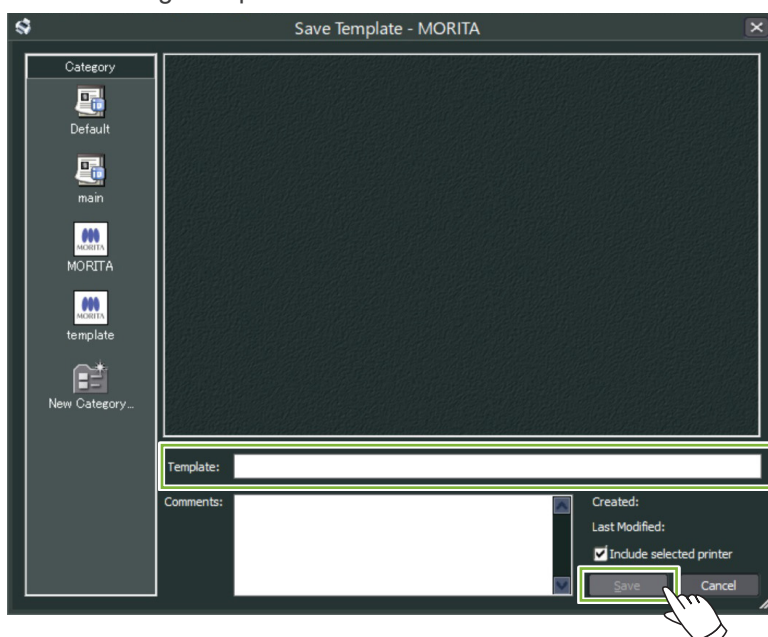 Save Template - MORITA
Category
Default
main
MORITA
MORITA
MORITA
template
New Category...
Template:
Comments:
Created:
Last Modified:
Include selected printer
Save
Cancel